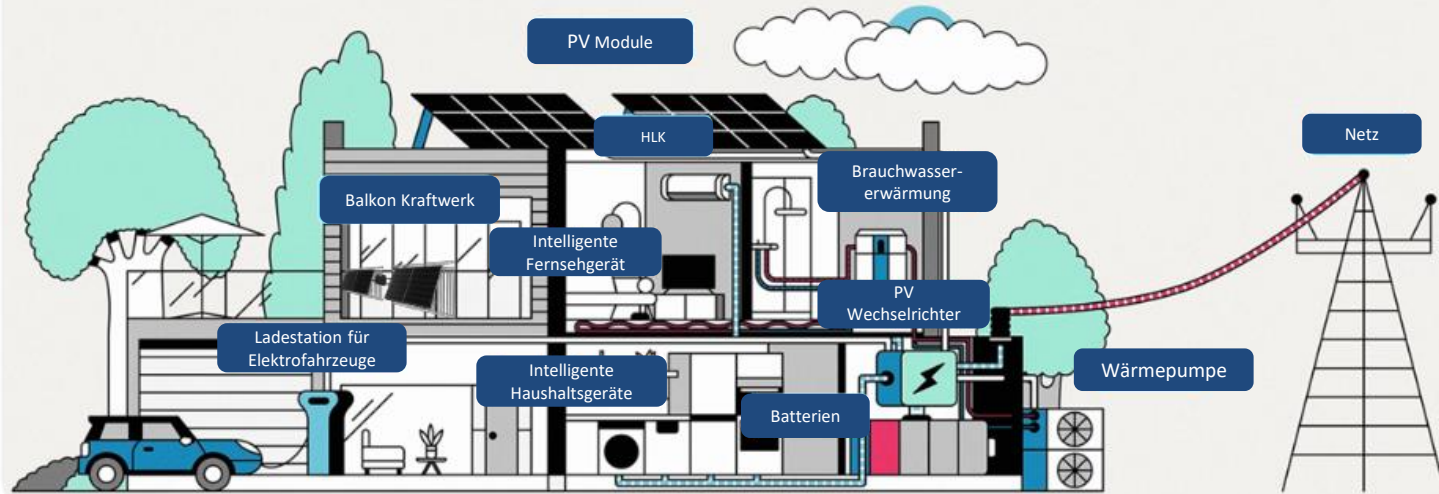 PV Module
HLK
Netz
Brauchwasser-
erwärmung
Balkon Kraftwerk
Intelligente
Fernsehgerät
PV
Wechselrichter
Ladestation für
Elektrofahrzeuge
Intelligente
Haushaltsgeräte
Wärmepumpe
Batterien